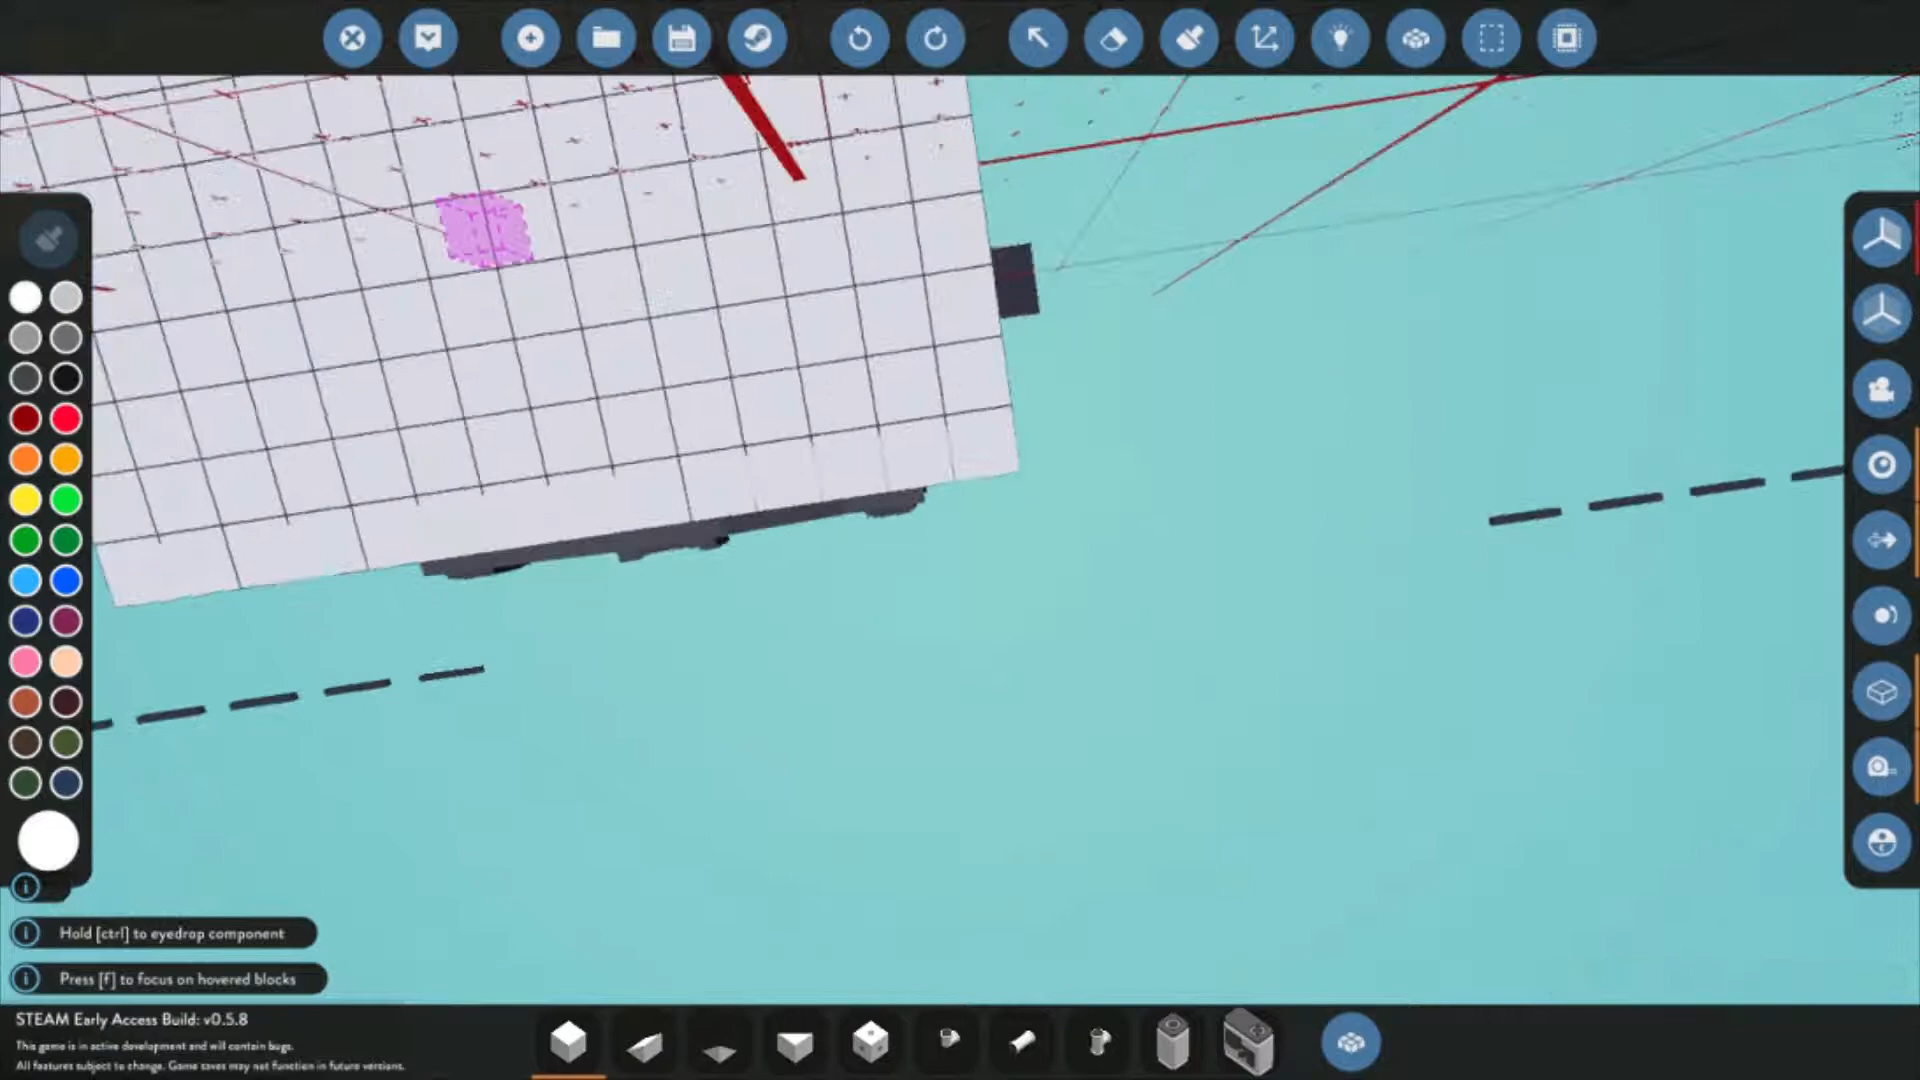 Hold [ctrl] to eyedrop component
Press [f] to focus on hovered blocks
STEAM Early Access Build: v0.5.8
This game is in active development and will contain bugs.
All features subject to change. Game saves may not function in future versions.